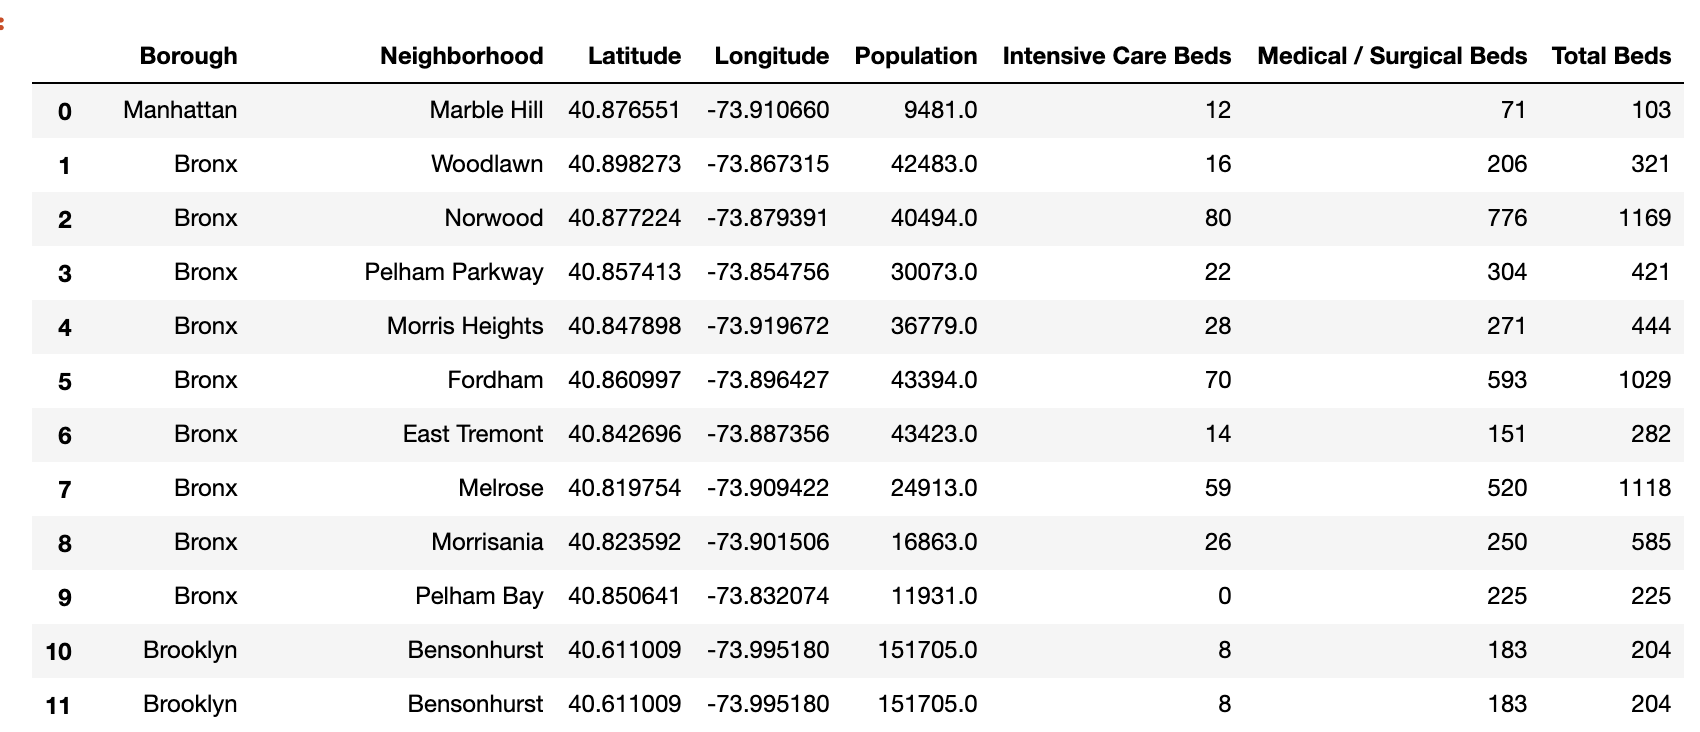 :
Borough Neighborhood Latitude Longitude Population Intensive Care Beds Medical / Surgical Beds Total Beds
0 Manhattan Marble Hill 40.876551 -73.910660 9481.0 12 71 103
1 Bronx Woodlawn 40.898273 -73.867315 42483.0 16 206 321
2 Bronx Norwood 40.877224 -73.879391 40494.0 80 776 1169
3 Bronx Pelham Parkway 40.857413 -73.854756 30073.0 22 304 421
4 Bronx Morris Heights 40.847898 -73.919672 36779.0 28 271 444
5 Bronx Fordham 40.860997 -73.896427 43394.0 70 593 1029
6 Bronx East Tremont 40.842696 -73.887356 43423.0 14 151 282
7 Bronx Melrose 40.819754 -73.909422 24913.0 59 520 1118
8 Bronx Morrisania 40.823592 -73.901506 16863.0 26 250 585
9 Bronx Pelham Bay 40.850641 -73.832074 11931.0 0 225 225
10 Brooklyn Bensonhurst 40.611009 -73.995180 151705.0 8 183 204
11 Brooklyn Bensonhurst 40.611009 -73.995180 151705.0 8 183 204